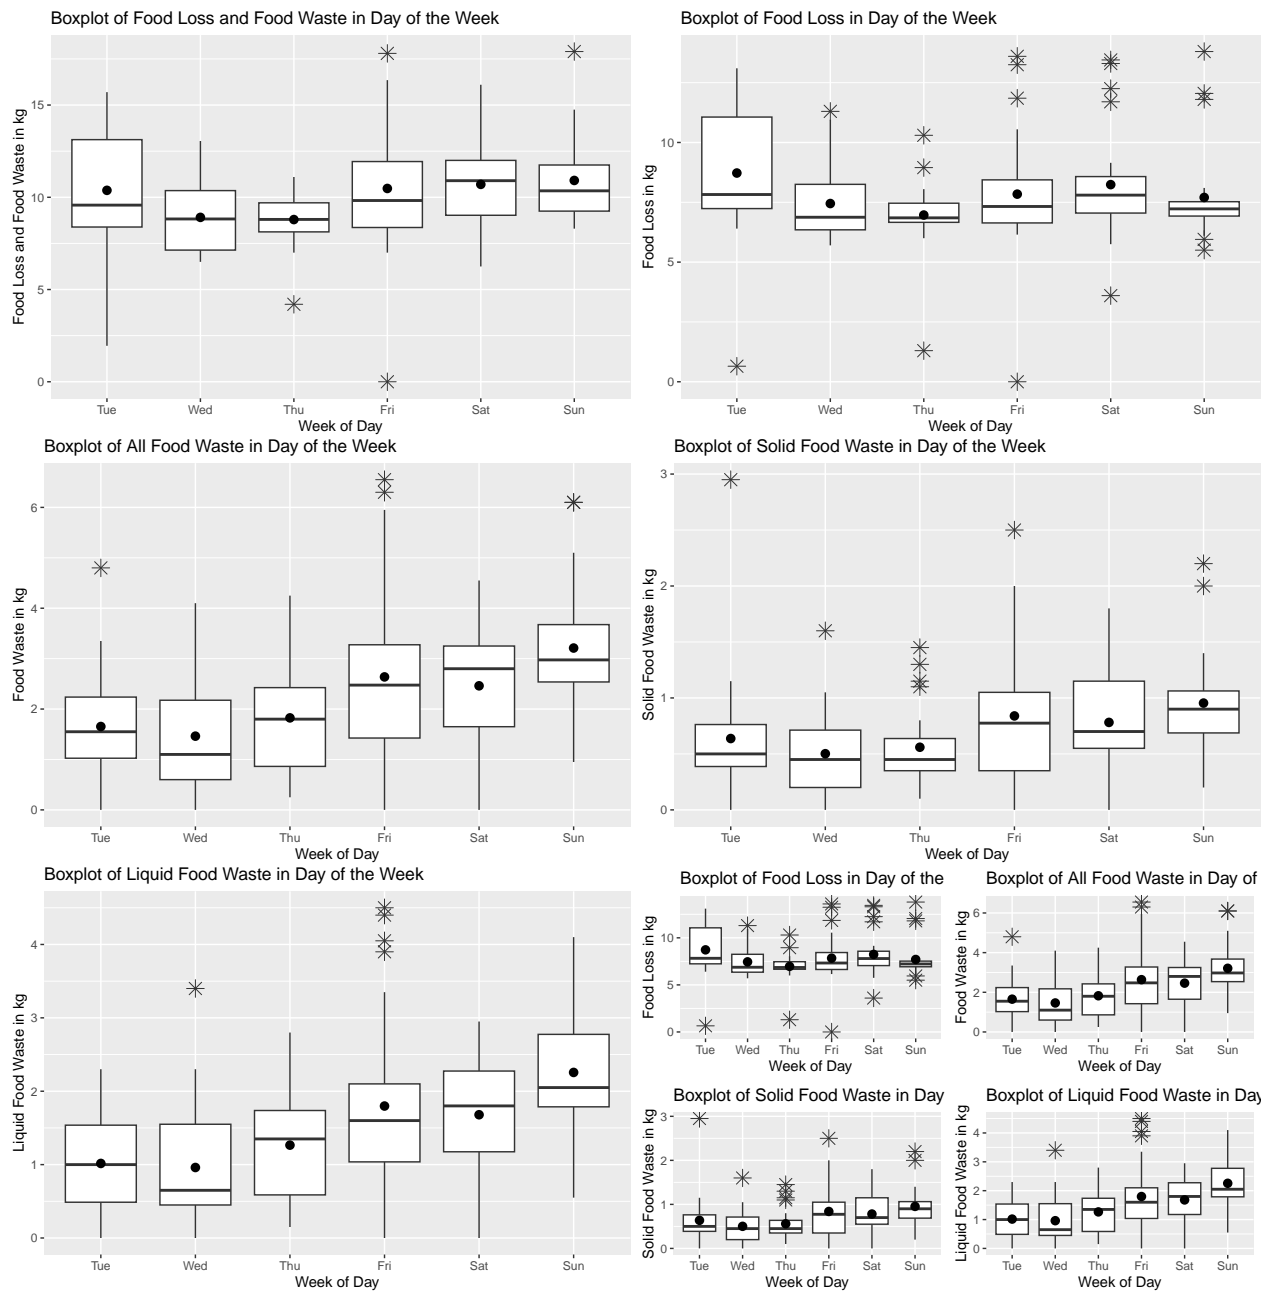 Boxplot of Food Loss and Food Waste in Day of the Week
Food Loss and Food Waste in kg
15
10
5
0
Tue Wed Thu Fri Sat Sun
Week of Day
Boxplot of Food Loss in Day of the Week
Food Loss in kg
10
5
0
Tue Wed Thu Fri Sat Sun
Week of Day
Boxplot of All Food Waste in Day of the Week
Food Waste in kg
6
4
2
0
Tue Wed Thu Fri Sat Sun
Week of Day
Boxplot of Solid Food Waste in Day of the Week
Solid Food Waste in kg
3
2
1
0
Tue Wed Thu Fri Sat Sun
Week of Day
Boxplot of Liquid Food Waste in Day of the Week
Liquid Food Waste in kg
4
3
2
1
0
Tue Wed Thu Fri Sat Sun
Week of Day
Boxplot of Food Loss in Day of the
Food Loss in kg
10
5
0
Tue Wed Thu Fri Sat Sun
Week of Day
Boxplot of All Food Waste in Day of
Food Waste in kg
6
4
2
0
Tue Wed Thu Fri Sat Sun
Week of Day
Boxplot of Solid Food Waste in Day
Solid Food Waste in kg
3
2
1
0
Tue Wed Thu Fri Sat Sun
Week of Day
Boxplot of Liquid Food Waste in Day
Liquid Food Waste in kg
4
3
2
1
0
Tue Wed Thu Fri Sat Sun
Week of Day